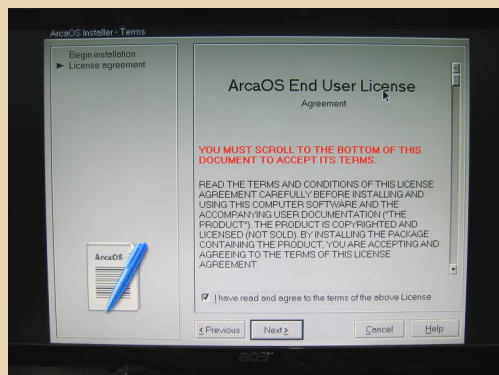 ArcaOS Installer - Terms
Begin installation
License agreement
ArcaOS End User License
Agreement
YOU MUST SCROLL TO THE BOTTOM OF THIS
DOCUMENT TO ACCEPT ITS TERMS.
READ THE TERMS AND CONDITIONS OF THIS LICENSE
AGREEMENT CAREFULLY BEFORE INSTALLING AND
USING THIS COMPUTER SOFTWARE AND THE
ACCOMPANYING USER DOCUMENTATION ("THE
PRODUCT"). THE PRODUCT IS COPYRIGHTED AND
LICENSED (NOT SOLD). BY INSTALLING THE PACKAGE
CONTAINING THE PRODUCT, YOU ARE ACCEPTING AND
AGREEING TO THE TERMS OF THIS LICENSE
AGREEMENT.
ArcaOS
I have read and agree to the terms of the above License
< Previous
Next >
Cancel
Help
acer